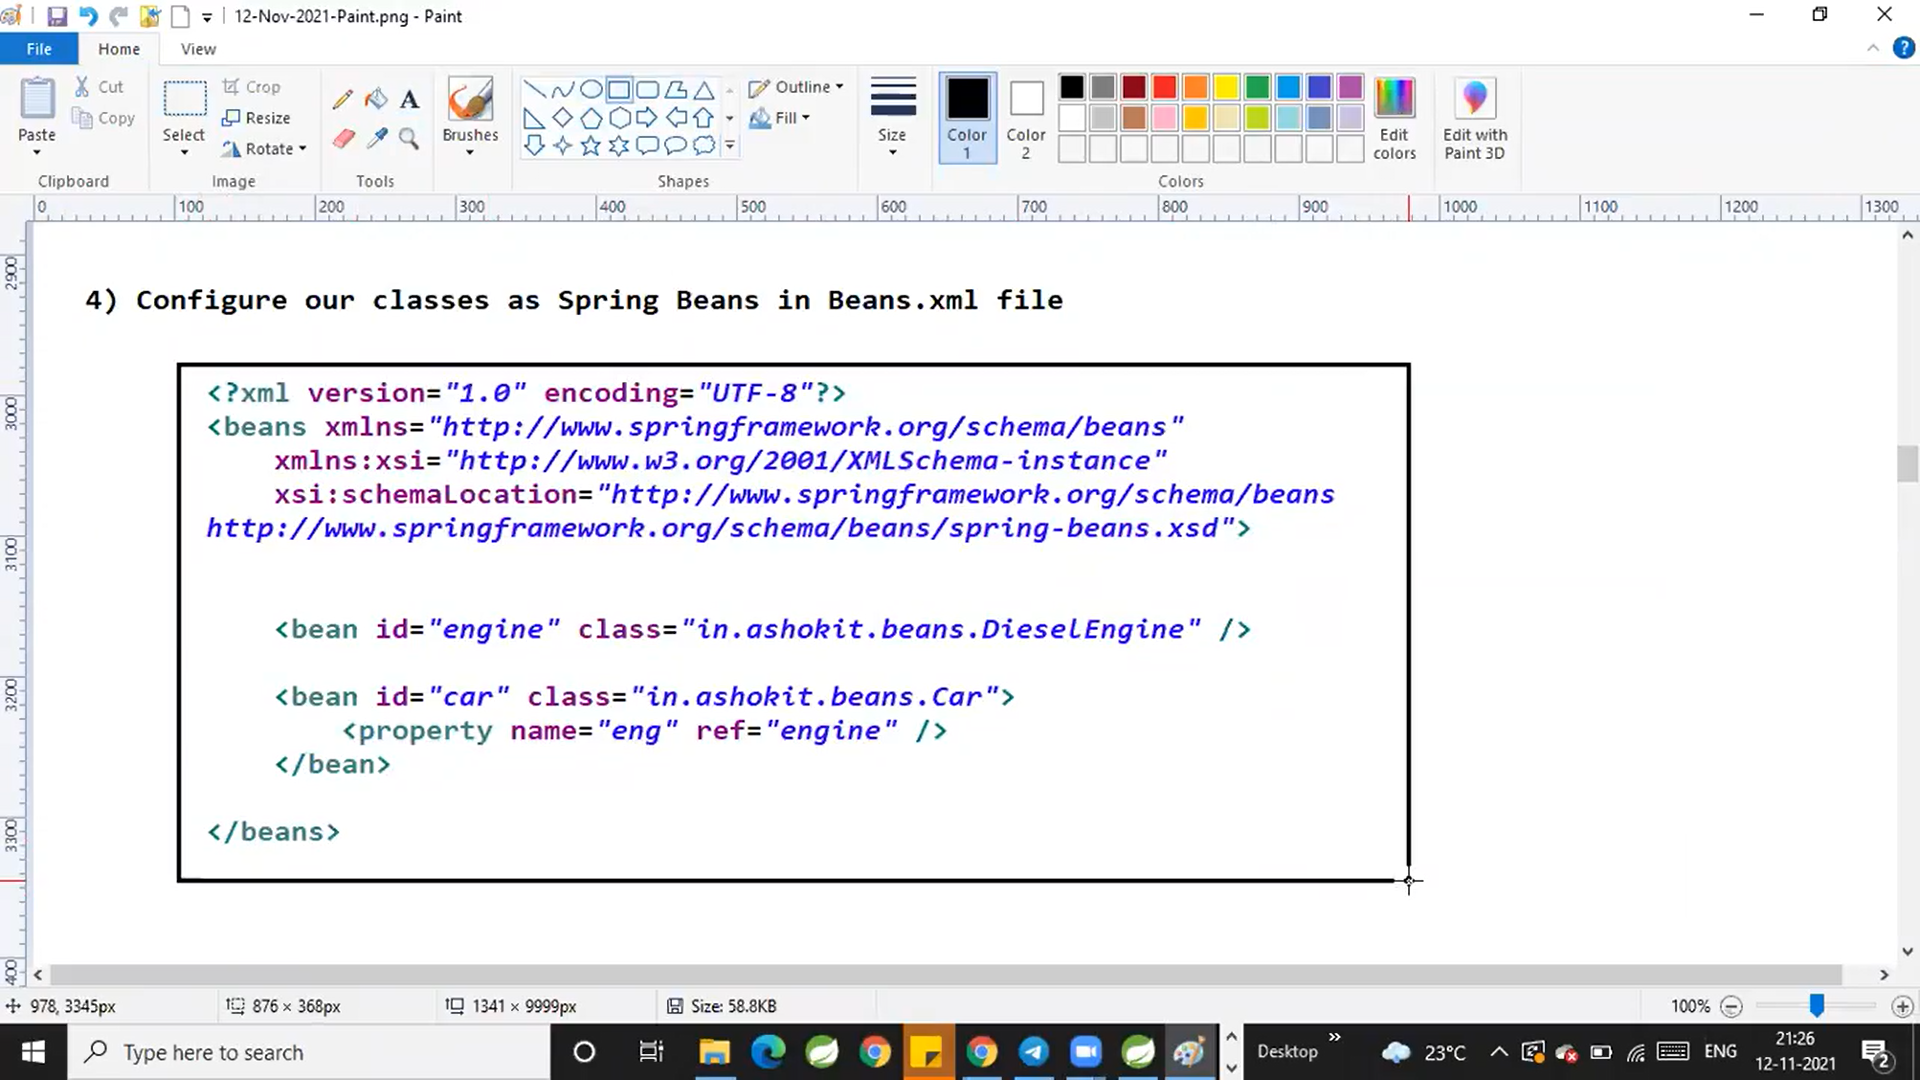 12-Nov-2021-Paint.png - Paint
File Home View
Paste
Cut
Copy
Clipboard
Select
Crop
Resize
Rotate
Image
Tools
Brushes
Outline
Fill
Shapes
Size
Color 1
Color 2
Edit colors
Edit with Paint 3D
Colors
0 100 200 300 400 500 600 700 800 900 1000 1100 1200 1300
2900
3000
3100
3200
3300
400
4) Configure our classes as Spring Beans in Beans.xml file
<?xml version="1.0" encoding="UTF-8"?>
<beans xmlns="http://www.springframework.org/schema/beans"
xmlns:xsi="http://www.w3.org/2001/XMLSchema-instance"
xsi:schemaLocation="http://www.springframework.org/schema/beans
http://www.springframework.org/schema/beans/spring-beans.xsd">
<bean id="engine" class="in.ashokit.beans.DieselEngine" />
<bean id="car" class="in.ashokit.beans.Car">
<property name="eng" ref="engine" />
</bean>
</beans>
978, 3345px 876 × 368px 1341 × 9999px Size: 58.8KB 100%
Type here to search Desktop 23°C ENG 21:26
12-11-2021 2